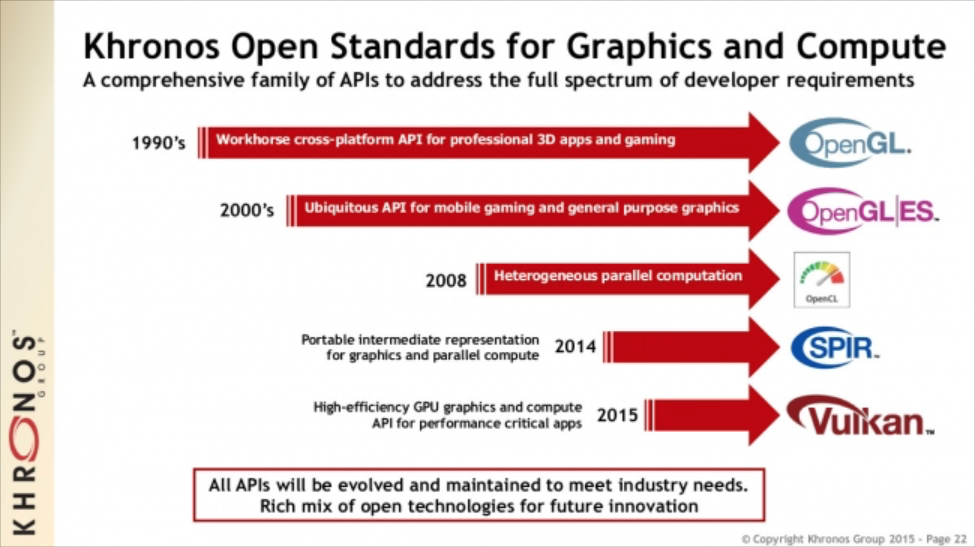 Khronos Open Standards for Graphics and Compute
A comprehensive family of APIs to address the full spectrum of developer requirements
1990's
Workhorse cross-platform API for professional 3D apps and gaming
OpenGL.
2000's
Ubiquitous API for mobile gaming and general purpose graphics
OpenGL|ES™
2008
Heterogeneous parallel computation
OpenCL
Portable intermediate representation
for graphics and parallel compute
2014
SPIR™
High-efficiency GPU graphics and compute
API for performance critical apps
2015
Vulkan™
All APIs will be evolved and maintained to meet industry needs.
Rich mix of open technologies for future innovation
KHRONOS™
GROUP
© Copyright Khronos Group 2015 - Page 22